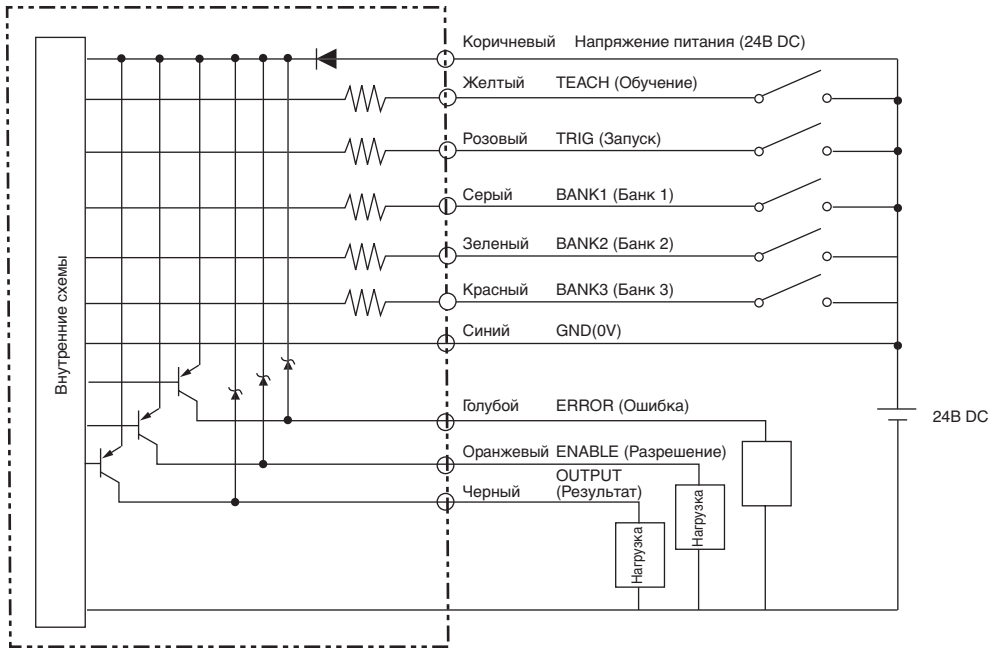 Коричневый Напряжение питания (24В DC)
Желтый TEACH (Обучение)
Розовый TRIG (Запуск)
Серый BANK1 (Банк 1)
Зеленый BANK2 (Банк 2)
Красный BANK3 (Банк 3)
Синий GND(0V)
Внутренние схемы
Голубой ERROR (Ошибка)
24В DC
Оранжевый ENABLE (Разрешение)
Черный OUTPUT
(Результат)
Нагрузка
Нагрузка